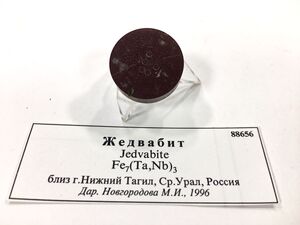 88656
Жедвабит
Jedvabite
Fe₇(Ta,Nb)₃
близ г.Нижний Тагил, Ср.Урал, Россия
Дар. Новгородова М.И., 1996